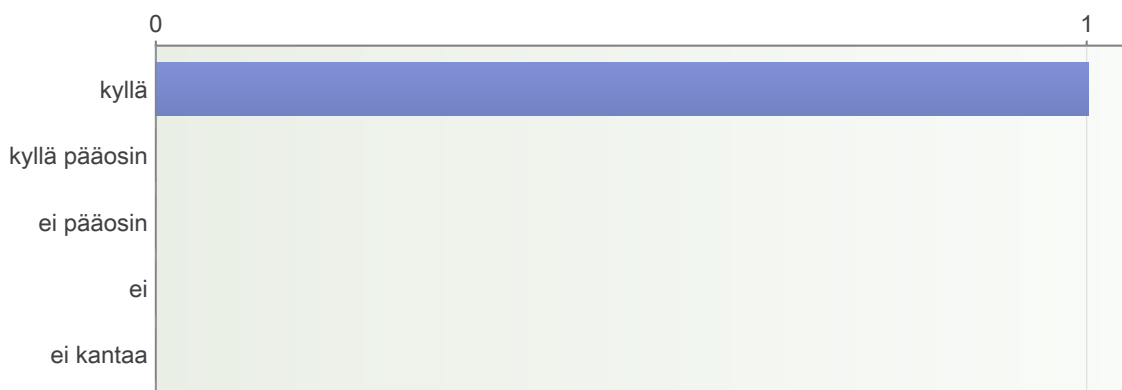 0 1
kyllä
kyllä pääosin
ei pääosin
ei
ei kantaa